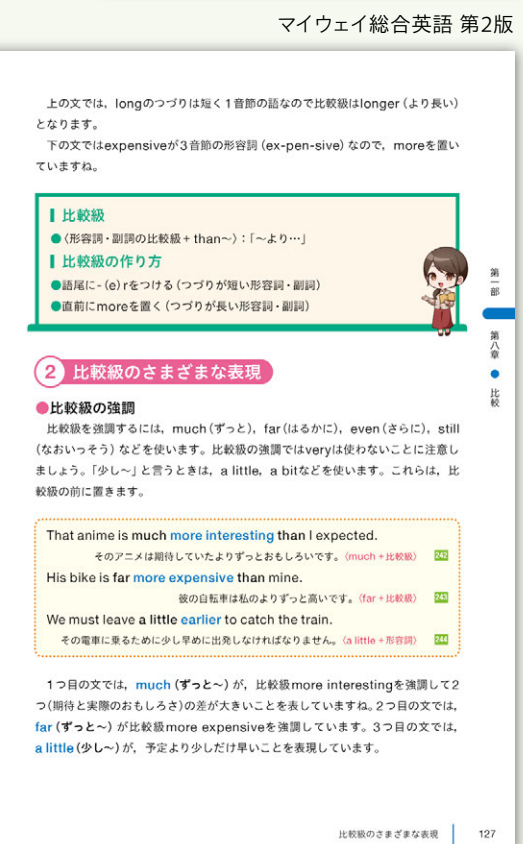 マイウェイ総合英語 第2版
上の文では，longのつづりは短く1音節の語なので比較級はlonger（より長い）
となります。
下の文ではexpensiveが3音節の形容詞（ex-pen-sive）なので，moreを置い
ていますね。
比較級
●〈形容詞・副詞の比較級＋than～〉：「～より…」
比較級の作り方
●語尾に-(e)rをつける（つづりが短い形容詞・副詞）
●直前にmoreを置く（つづりが長い形容詞・副詞）
第一部
第八章 ● 比較
2 比較級のさまざまな表現
●比較級の強調
比較級を強調するには，much（ずっと），far（はるかに），even（さらに），still
（なおいっそう）などを使います。比較級の強調ではveryは使わないことに注意し
ましょう。「少し～」と言うときは，a little，a bitなどを使います。これらは，比
較級の前に置きます。
That anime is much more interesting than I expected.
そのアニメは期待していたよりずっとおもしろいです。〈much＋比較級〉 242
His bike is far more expensive than mine.
彼の自転車は私のよりずっと高いです。〈far＋比較級〉 243
We must leave a little earlier to catch the train.
その電車に乗るために少し早めに出発しなければなりません。〈a little＋形容詞〉 244
1つ目の文では，much（ずっと～）が，比較級more interestingを強調して2
つ（期待と実際のおもしろさ）の差が大きいことを表していますね。2つ目の文では，
far（ずっと～）が比較級more expensiveを強調しています。3つ目の文では，
a little（少し～）が，予定より少しだけ早いことを表現しています。
比較級のさまざまな表現 127